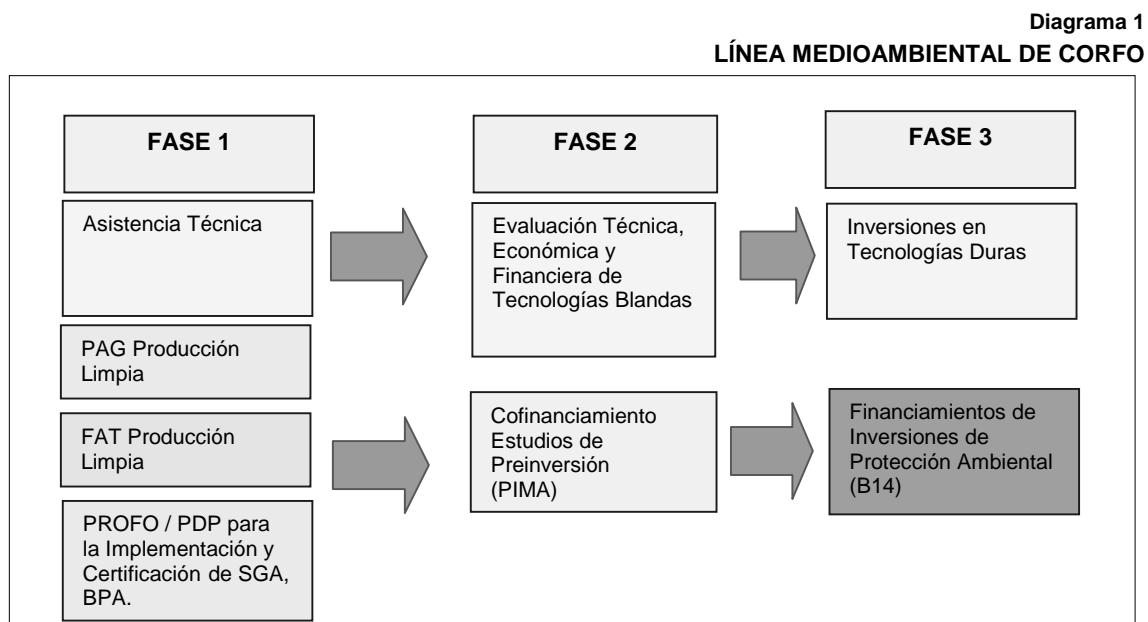 Diagrama 1
LÍNEA MEDIOAMBIENTAL DE CORFO
FASE 1
Asistencia Técnica
PAG Producción
Limpia
FAT Producción
Limpia
PROFO / PDP para
la Implementación y
Certificación de SGA,
BPA.
FASE 2
Evaluación Técnica,
Económica y
Financiera de
Tecnologías Blandas
Cofinanciamiento
Estudios de
Preinversión
(PIMA)
FASE 3
Inversiones en
Tecnologías Duras
Financiamientos de
Inversiones de
Protección Ambiental
(B14)